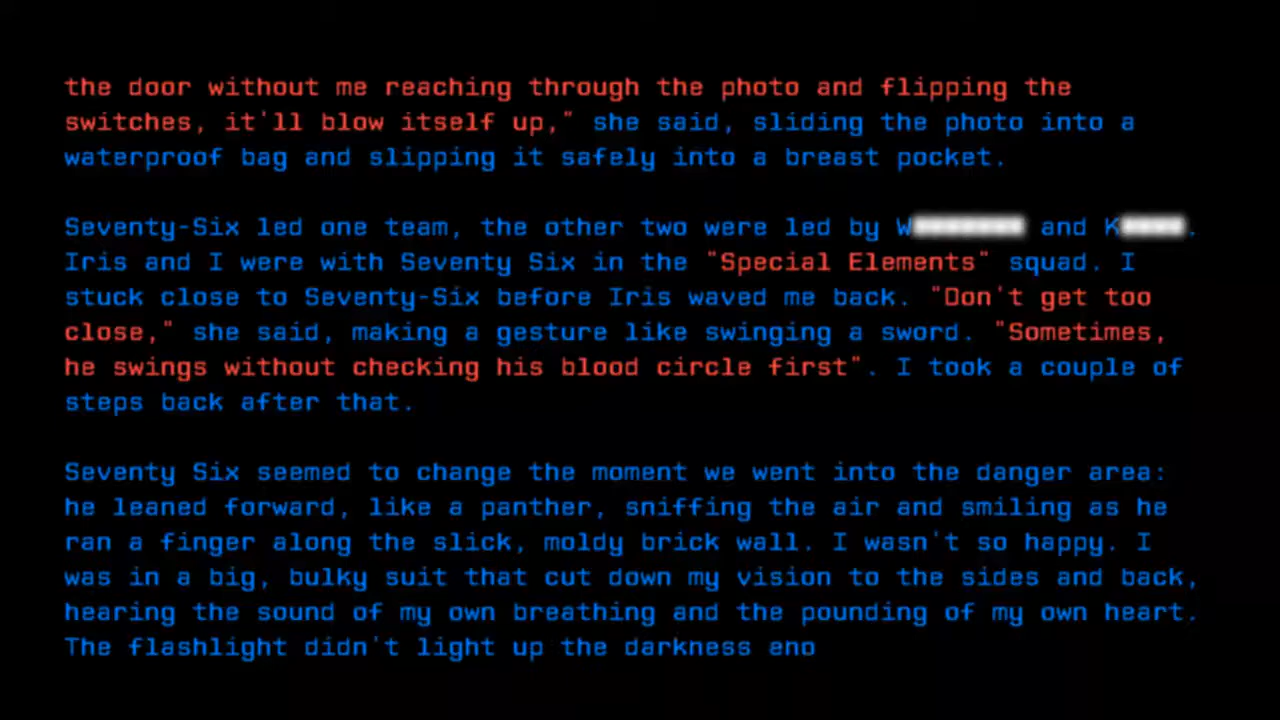 the door without me reaching through the photo and flipping the
switches, it'll blow itself up," she said, sliding the photo into a
waterproof bag and slipping it safely into a breast pocket.
Seventy-Six led one team, the other two were led by W███████ and K████.
Iris and I were with Seventy Six in the "Special Elements" squad. I
stuck close to Seventy-Six before Iris waved me back. "Don't get too
close," she said, making a gesture like swinging a sword. "Sometimes,
he swings without checking his blood circle first". I took a couple of
steps back after that.
Seventy Six seemed to change the moment we went into the danger area:
he leaned forward, like a panther, sniffing the air and smiling as he
ran a finger along the slick, moldy brick wall. I wasn't so happy. I
was in a big, bulky suit that cut down my vision to the sides and back,
hearing the sound of my own breathing and the pounding of my own heart.
The flashlight didn't light up the darkness eno